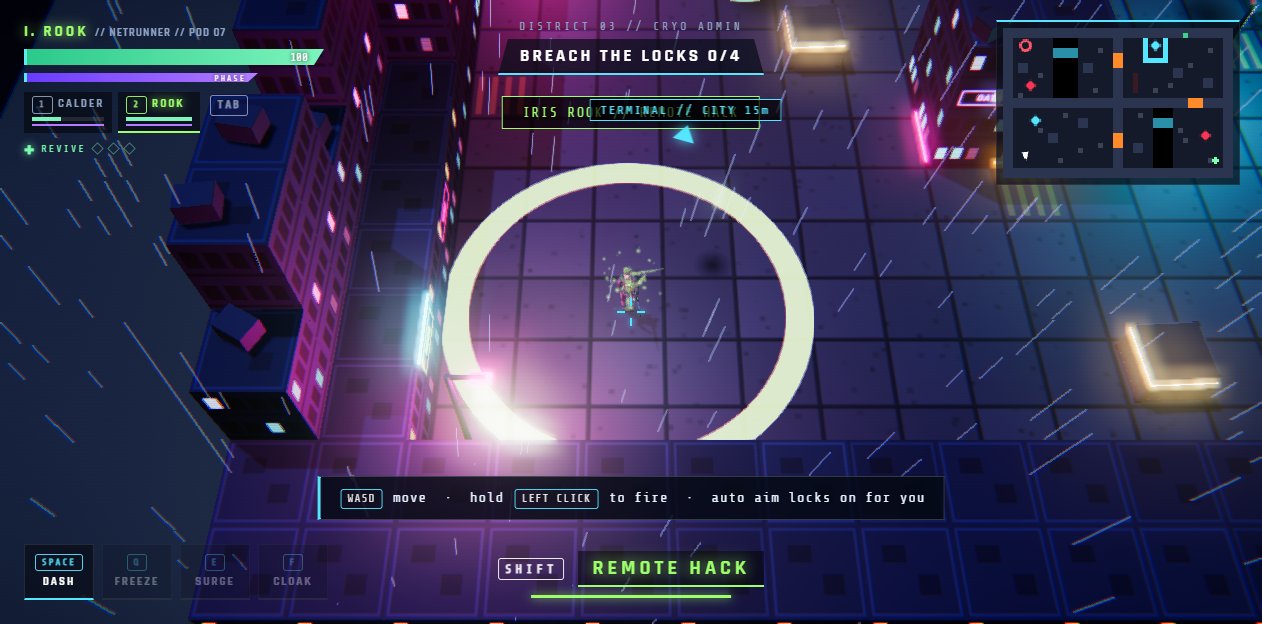 I. ROOK // NETRUNNER // POD 07
100
PHASE
1 CALDER
2 ROOK
TAB
REVIVE
DISTRICT 03 // CRYO ADMIN
BREACH THE LOCKS 0/4
IRIS ROOK
TERMINAL // CITY 15m
WASD move · hold LEFT CLICK to fire · auto aim locks on for you
SPACE
DASH
Q
FREEZE
E
SURGE
F
CLOAK
SHIFT REMOTE HACK